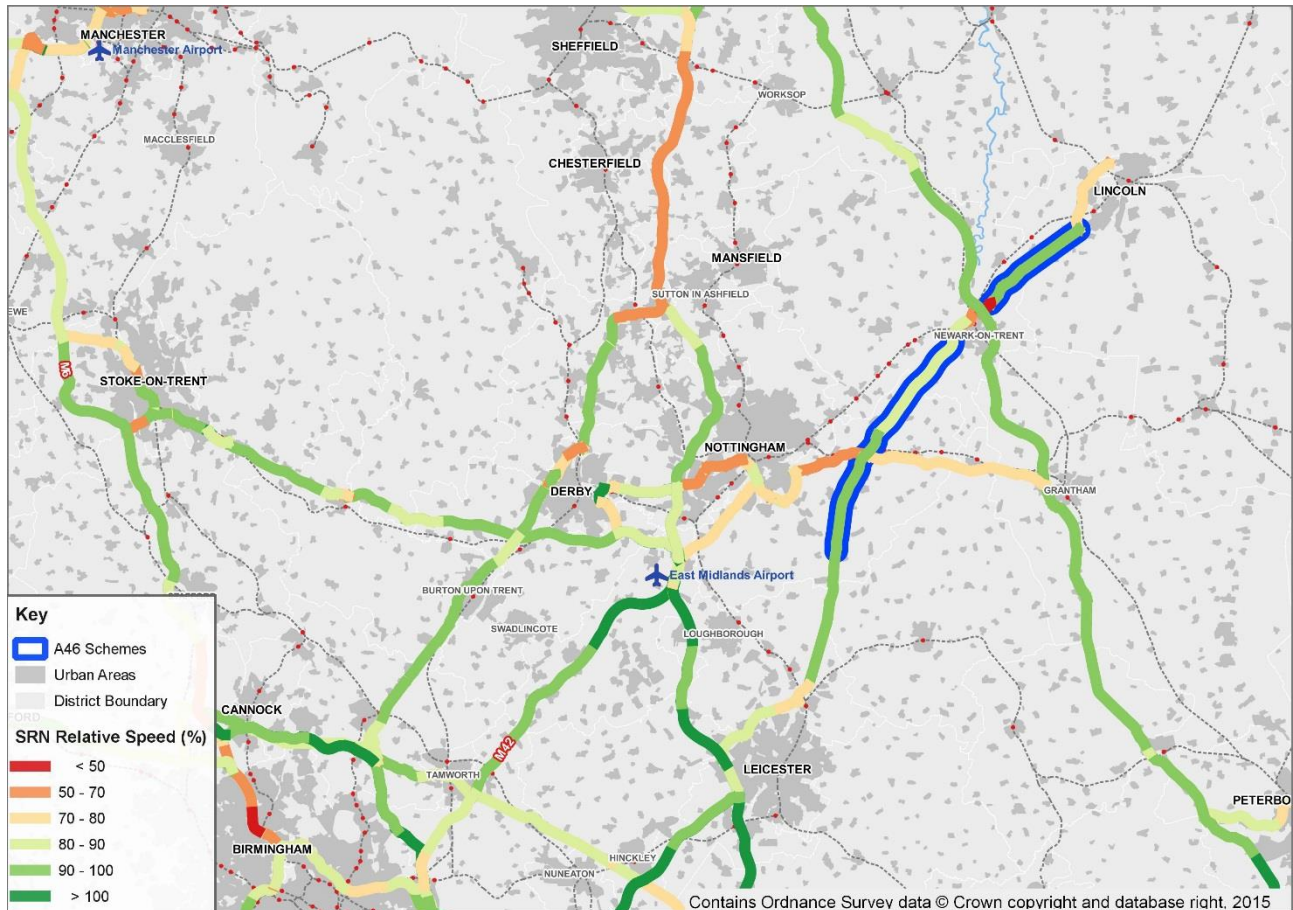 MANCHESTER
Manchester Airport
SHEFFIELD
WORKSOP
MACCLESFIELD
CHESTERFIELD
LINCOLN
MANSFIELD
SUTTON IN ASHFIELD
EWE
NEWARK-ON-TRENT
M6
STOKE-ON-TRENT
NOTTINGHAM
DERBY
GRANTHAM
East Midlands Airport
BURTON UPON TRENT
SWADLINCOTE
LOUGHBOROUGH
CANNOCK
FORD
M42
TAMWORTH
LEICESTER
PETERBO
BIRMINGHAM
HINCKLEY
NUNEATON
Key
A46 Schemes
Urban Areas
District Boundary
SRN Relative Speed (%)
< 50
50 - 70
70 - 80
80 - 90
90 - 100
> 100
Contains Ordnance Survey data © Crown copyright and database right, 2015